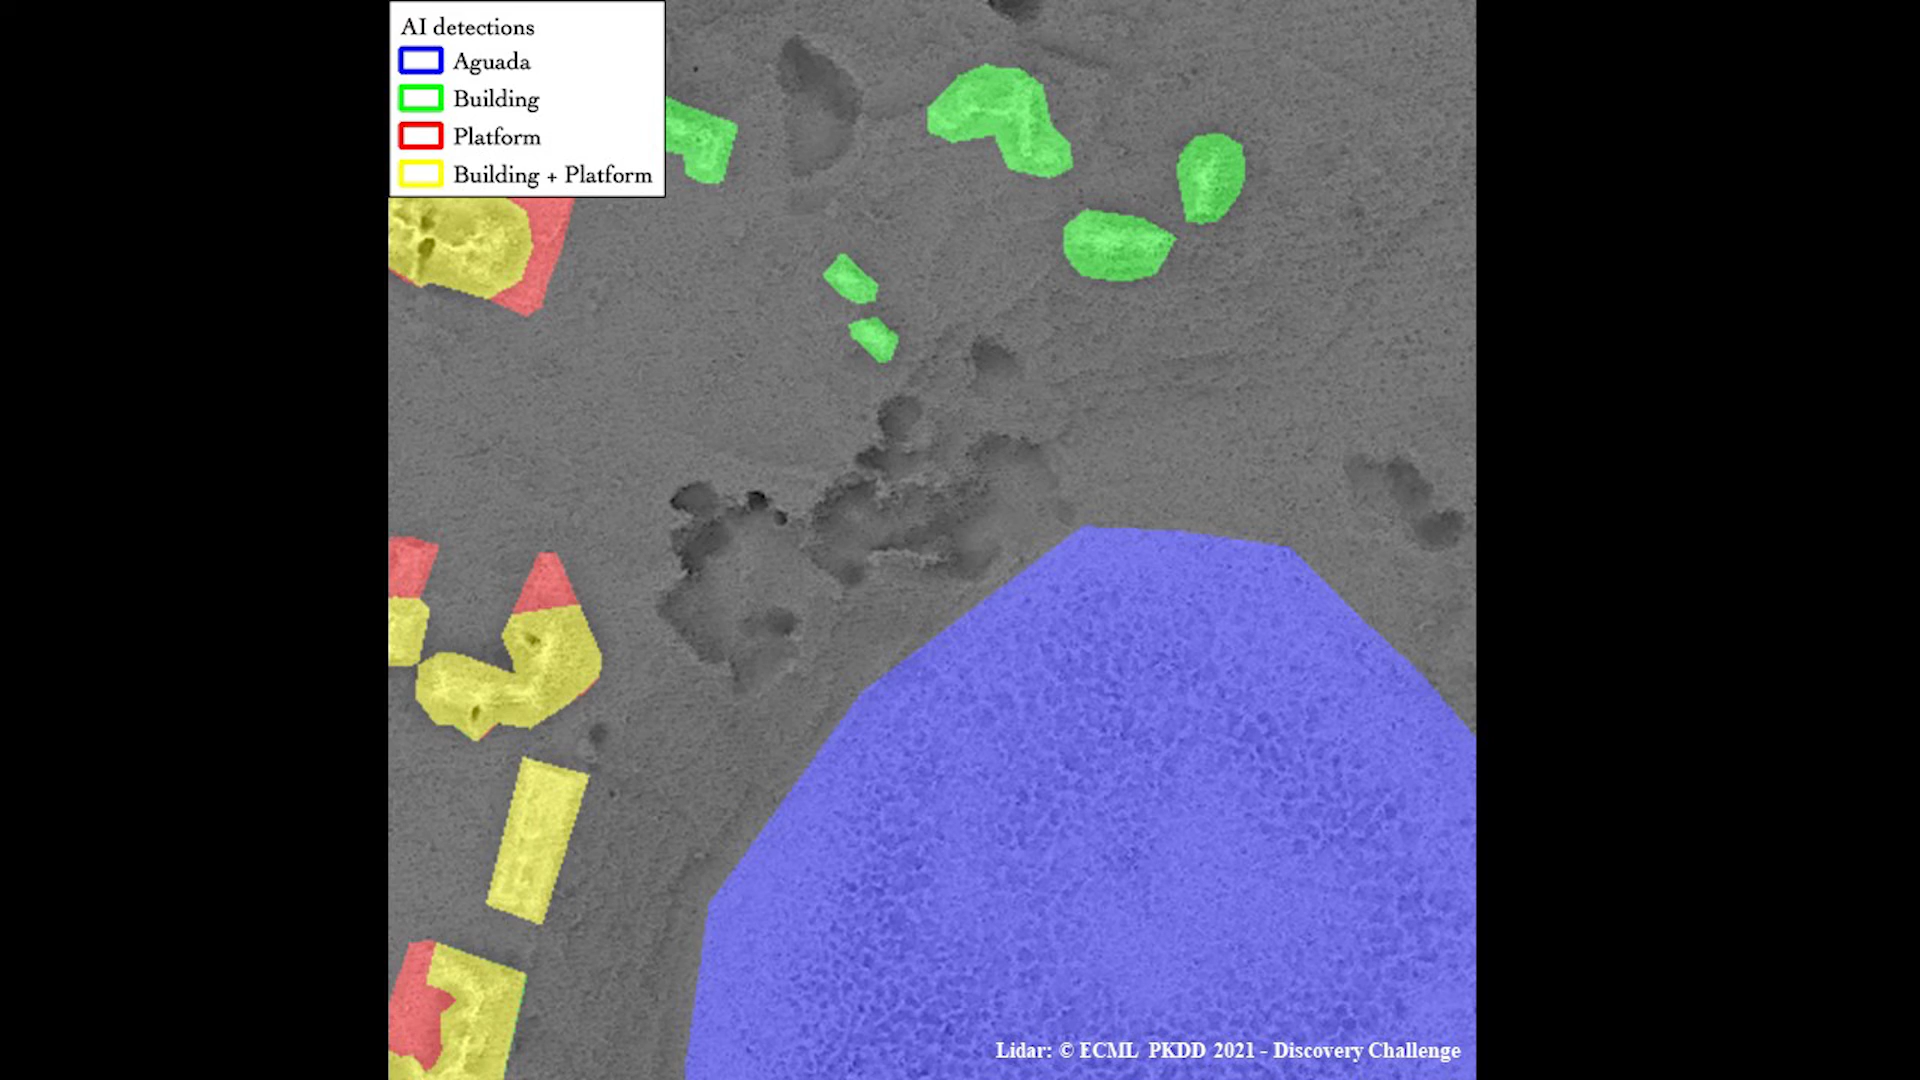 AI detections
Aguada
Building
Platform
Building + Platform
Lidar: © ECML PKDD 2021 - Discovery Challenge